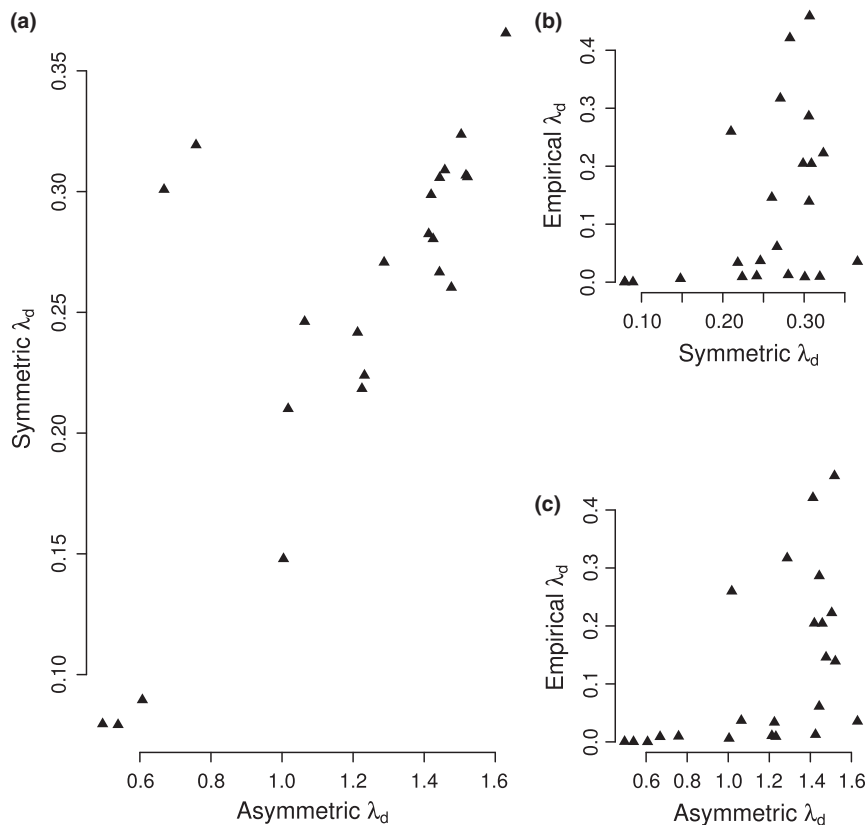 (a)
0.35
0.30
0.25
0.20
0.15
0.10
Symmetric λd
0.6 0.8 1.0 1.2 1.4 1.6
Asymmetric λd
(b)
0.4
0.3
0.2
0.1
0.0
Empirical λd
0.10 0.20 0.30
Symmetric λd
(c)
0.4
0.3
0.2
0.1
0.0
Empirical λd
0.6 0.8 1.0 1.2 1.4 1.6
Asymmetric λd